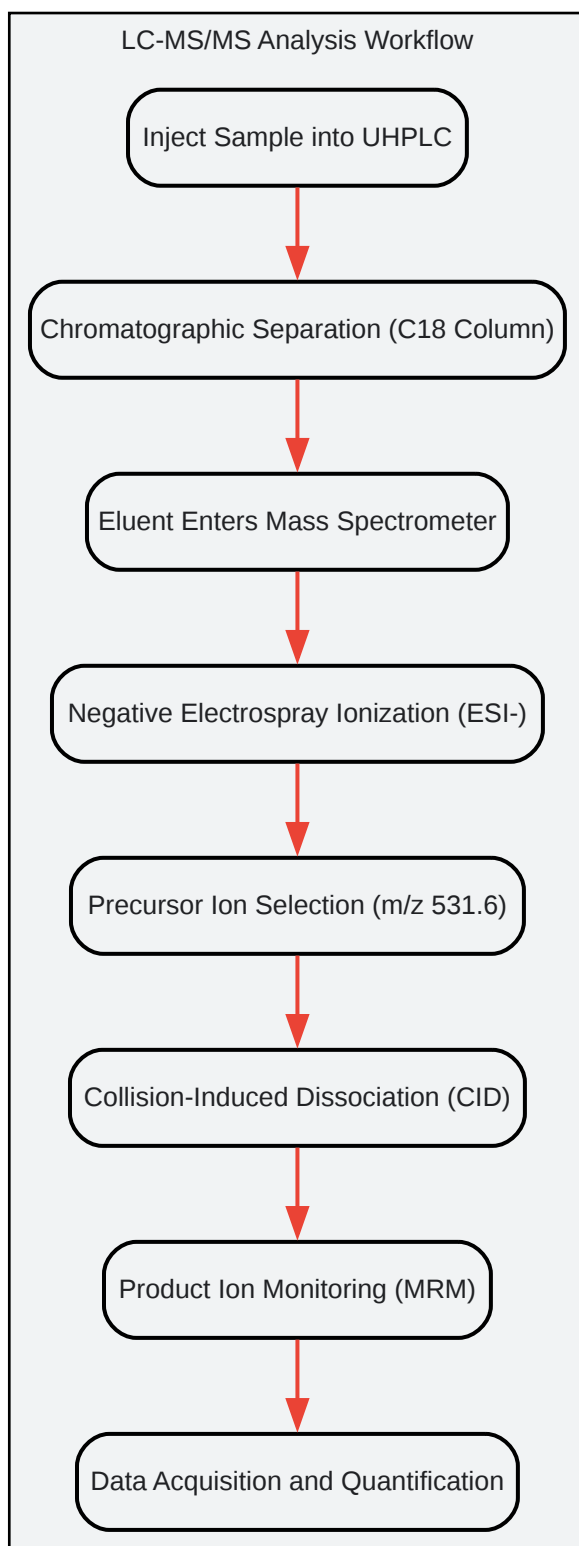 LC-MS/MS Analysis Workflow
Inject Sample into UHPLC
Chromatographic Separation (C18 Column)
Eluent Enters Mass Spectrometer
Negative Electrospray Ionization (ESI-)
Precursor Ion Selection (m/z 531.6)
Collision-Induced Dissociation (CID)
Product Ion Monitoring (MRM)
Data Acquisition and Quantification